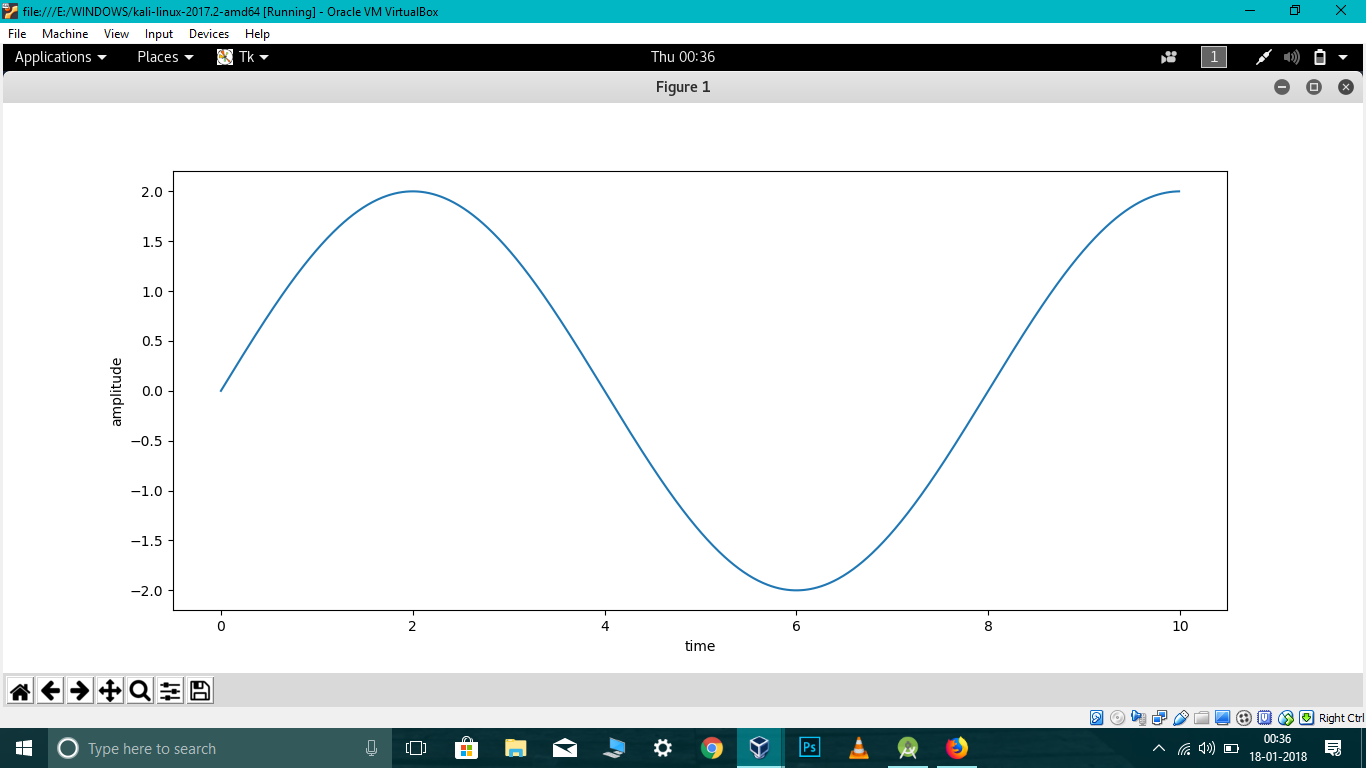 file:///E:/WINDOWS/kali-linux-2017.2-amd64 [Running] - Oracle VM VirtualBox
File Machine View Input Devices Help
Applications Places Tk Thu 00:36 1
Figure 1
2.0
1.5
1.0
0.5
0.0
−0.5
−1.0
−1.5
−2.0
amplitude
0 2 4 6 8 10
time
Right Ctrl
Type here to search
Ps
00:36
18-01-2018